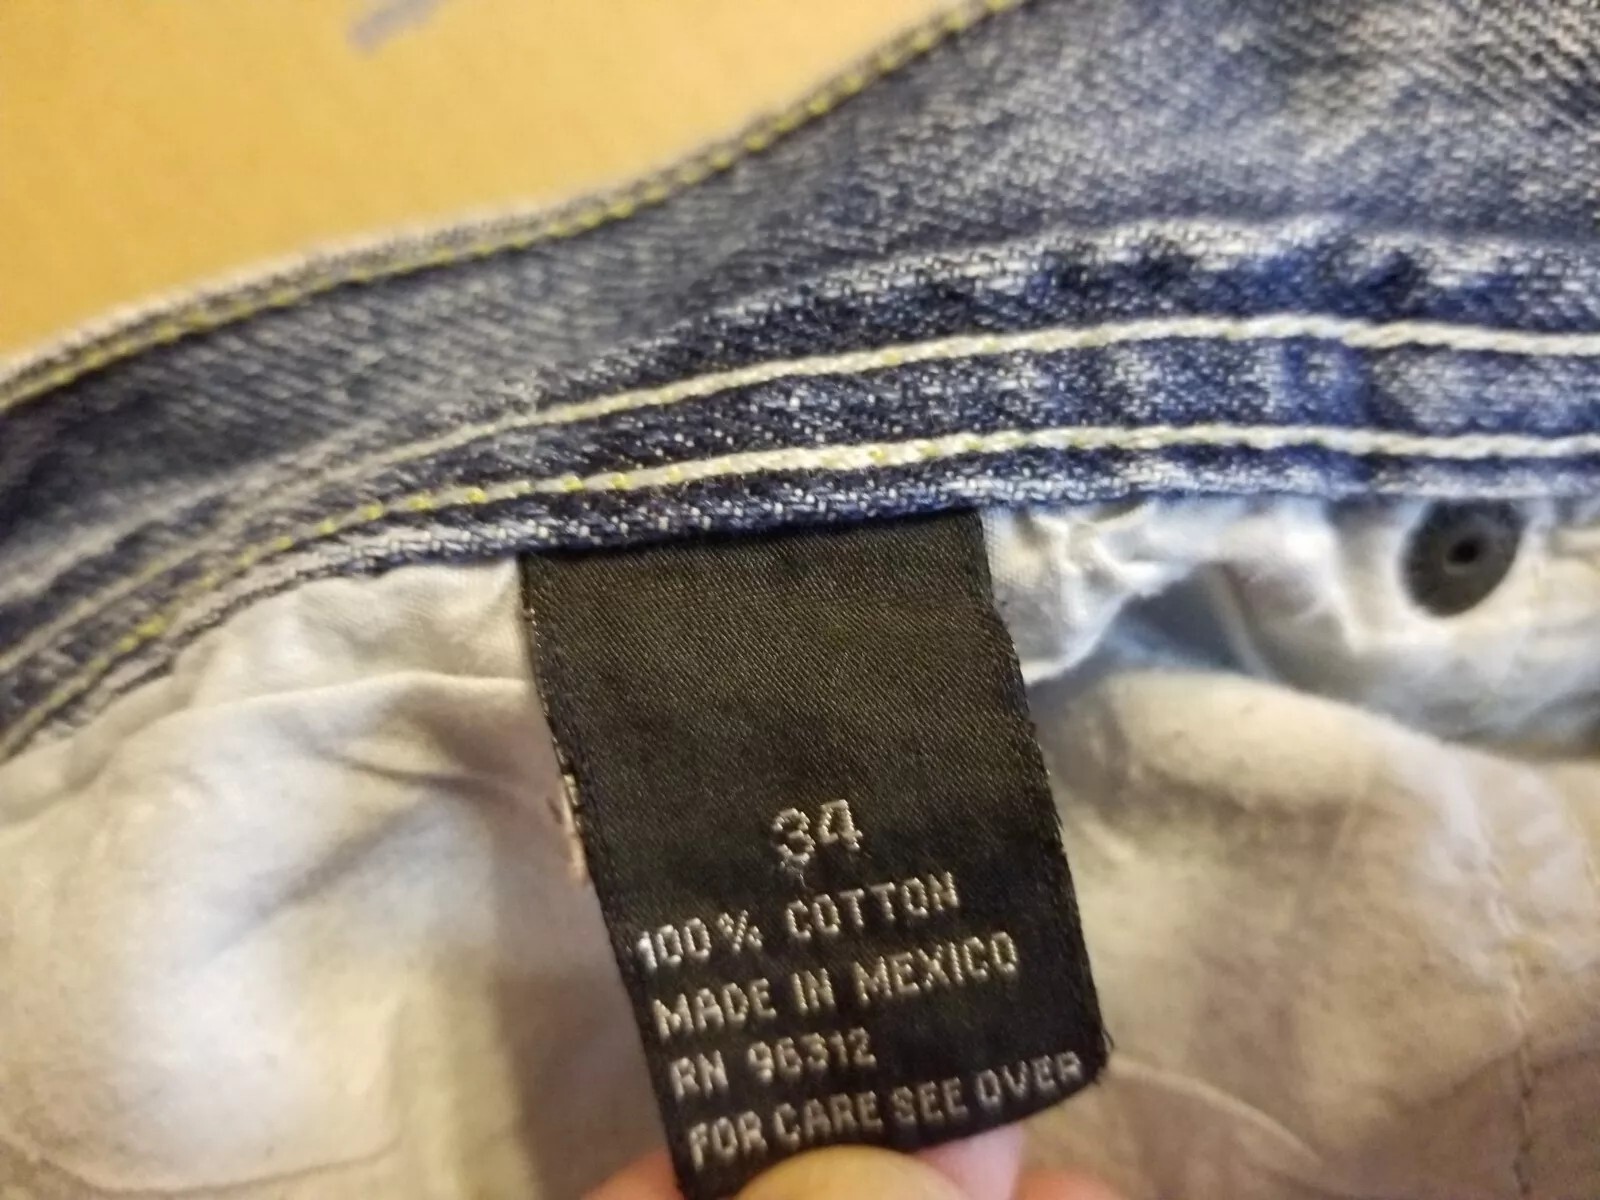 34
100% COTTON
MADE IN MEXICO
RN 96312
FOR CARE SEE OVER